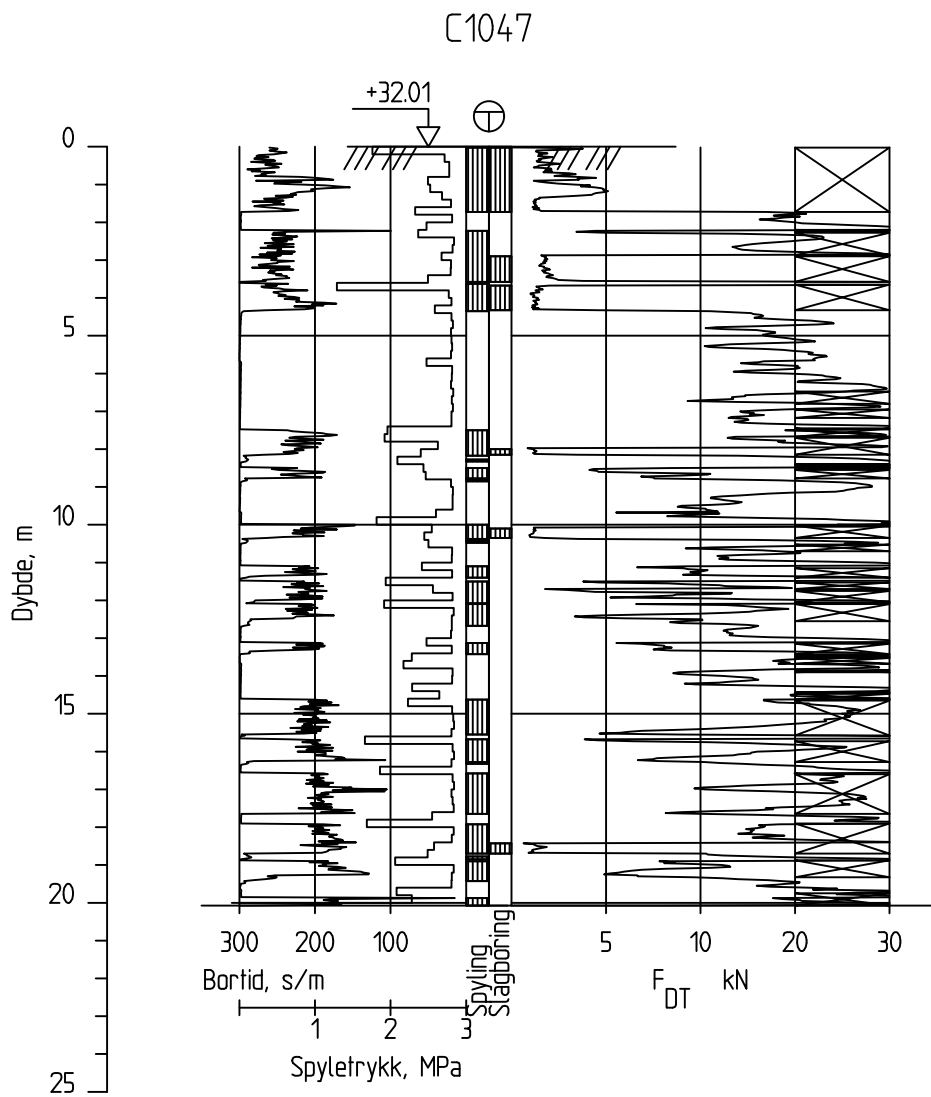 C1047
+32.01
T
0
5
10
15
20
25
Dybde, m
300 200 100
Bortid, s/m
1 2 3
Spyletrykk, MPa
Spyling
Slagboring
5 10 20 30
FDT kN